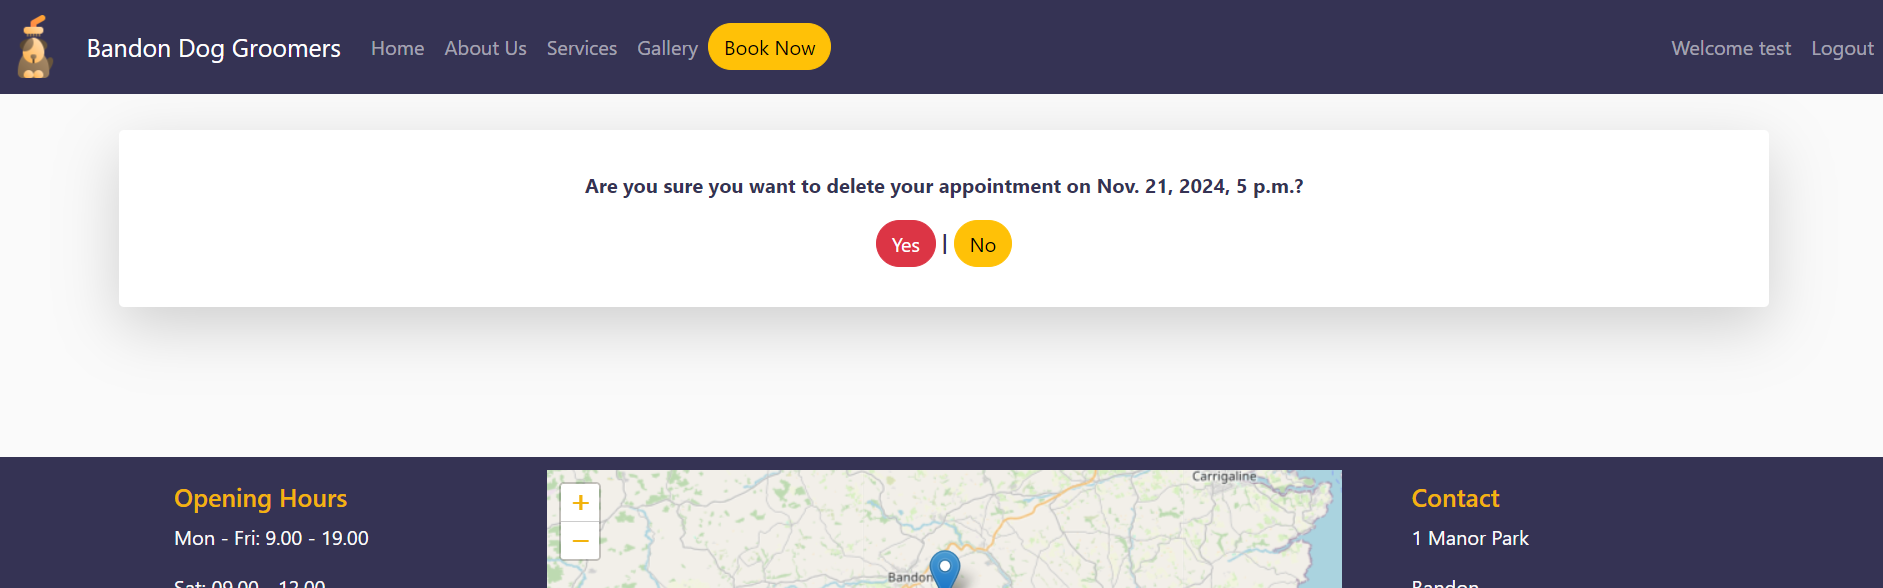 Bandon Dog Groomers Home About Us Services Gallery Book Now Welcome test Logout
Are you sure you want to delete your appointment on Nov. 21, 2024, 5 p.m.?
Yes | No
Opening Hours
Mon - Fri: 9.00 - 19.00
Sat: 09.00 - 12.00
+
−
Carrigaline
Bandon
Contact
1 Manor Park
Bandon